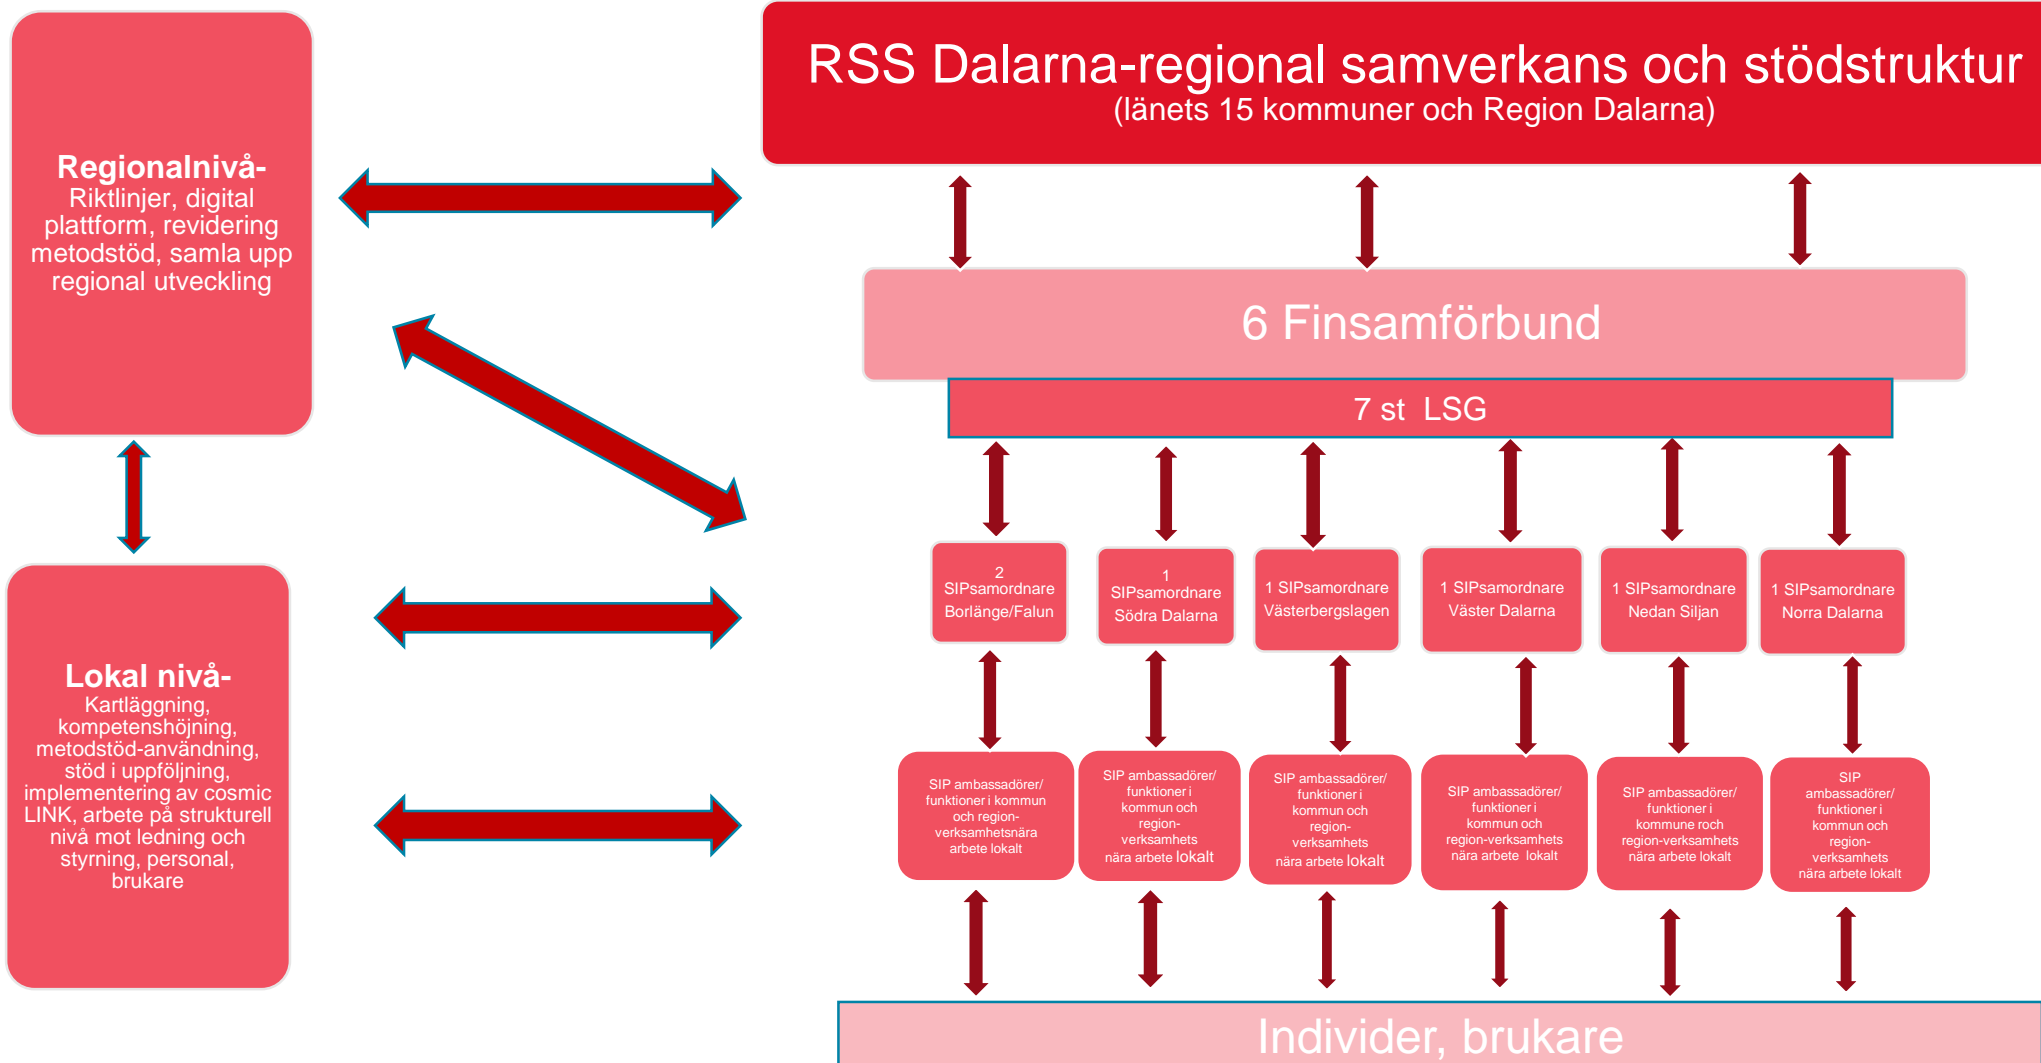 Regionalnivå-
Riktlinjer, digital
plattform, revidering
metodstöd, samla upp
regional utveckling
Lokal nivå-
Kartläggning,
kompetenshöjning,
metodstöd-användning,
stöd i uppföljning,
implementering av cosmic
LINK, arbete på strukturell
nivå mot ledning och
styrning, personal,
brukare
RSS Dalarna-regional samverkans och stödstruktur
(länets 15 kommuner och Region Dalarna)
6 Finsamförbund
7 st  LSG
2
SIPsamordnare
Borlänge/Falun
1
SIPsamordnare
Södra Dalarna
1 SIPsamordnare
Västerbergslagen
1 SIPsamordnare
Väster Dalarna
1 SIPsamordnare
Nedan Siljan
1 SIPsamordnare
Norra Dalarna
SIP ambassadörer/
funktioner i kommun
och region-
verksamhetsnära
arbete lokalt
SIP ambassadörer/
funktioner i
kommun och
region-
verksamhets
nära arbete lokalt
SIP ambassadörer/
funktioner i
kommun och
region-
verksamhets
nära arbete lokalt
SIP ambassadörer/
funktioner i
kommun och
region-verksamhets
nära arbete  lokalt
SIP ambassadörer/
funktioner i
kommune roch
region-verksamhets
nära arbete lokalt
SIP
ambassadörer/
funktioner i
kommun och
region-
verksamhets
nära arbete lokalt
Individer, brukare